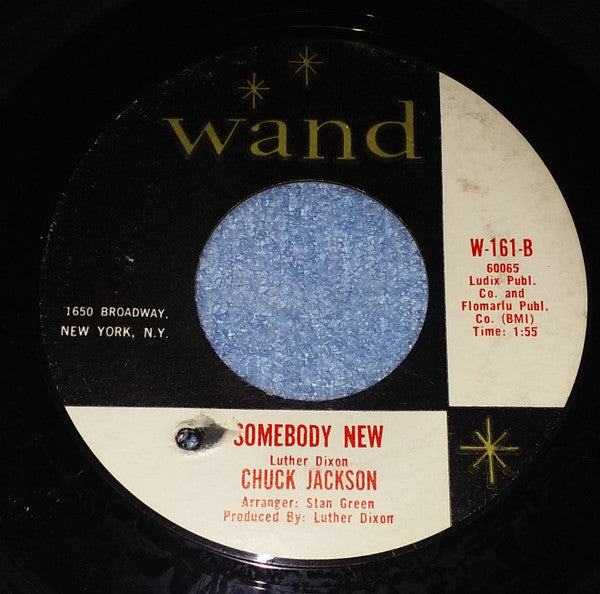 wand
1650 BROADWAY,
NEW YORK, N.Y.
W-161-B
60065
Ludix Publ.
Co. and
Flomarlu Publ.
Co. (BMI)
Time: 1:55
SOMEBODY NEW
Luther Dixon
CHUCK JACKSON
Arranger: Stan Green
Produced By: Luther Dixon